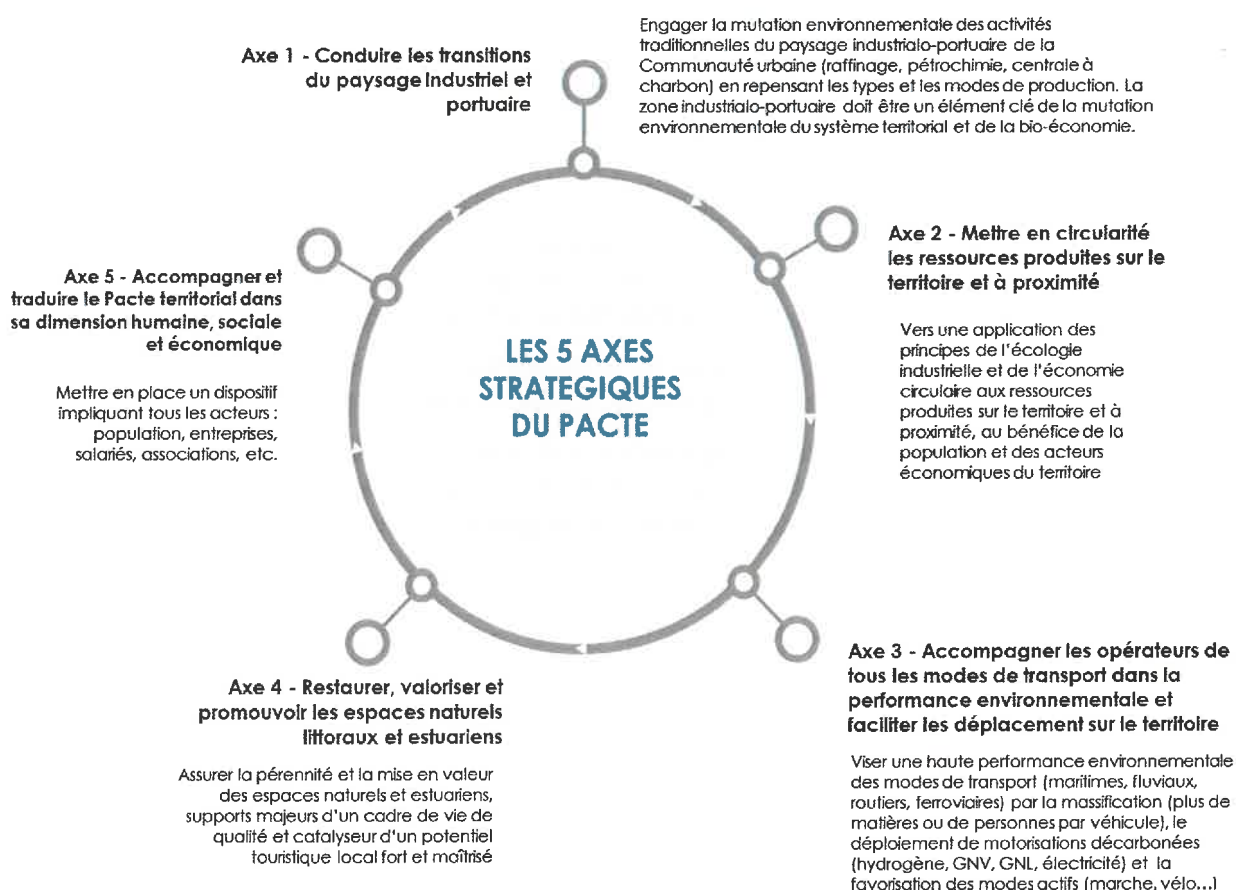 Axe 1 - Conduire les transitions
du paysage Industriel et
portuaire
Engager la mutation environnementale des activités
traditionnelles du paysage industrialo-portuaire de la
Communauté urbaine (raffinage, pétrochimie, centrale à
charbon) en repensant les types et les modes de production. La
zone industrialo-portuaire doit être un élément clé de la mutation
environnementale du système territorial et de la bio-économie.
Axe 2 - Mettre en circularité
les ressources produites sur le
territoire et à proximité
Vers une application des
principes de l'écologie
industrielle et de l'économie
circulaire aux ressources
produites sur le territoire et à
proximité, au bénéfice de la
population et des acteurs
économiques du territoire
LES 5 AXES
STRATEGIQUES
DU PACTE
Axe 5 - Accompagner et
traduire le Pacte territorial dans
sa dimension humaine, sociale
et économique
Mettre en place un dispositif
impliquant tous les acteurs :
population, entreprises,
salariés, associations, etc.
Axe 4 - Restaurer, valoriser et
promouvoir les espaces naturels
littoraux et estuariens
Assurer la pérennité et la mise en valeur
des espaces naturels et estuariens,
supports majeurs d'un cadre de vie de
qualité et catalyseur d'un potentiel
touristique local fort et maîtrisé
Axe 3 - Accompagner les opérateurs de
tous les modes de transport dans la
performance environnementale et
faciliter les déplacement sur le territoire
Viser une haute performance environnementale
des modes de transport (maritimes, fluviaux,
routiers, ferroviaires) par la massification (plus de
matières ou de personnes par véhicule), le
déploiement de motorisations décarbonées
(hydrogène, GNV, GNL, électricité) et la
favorisation des modes actifs (marche, vélo...)